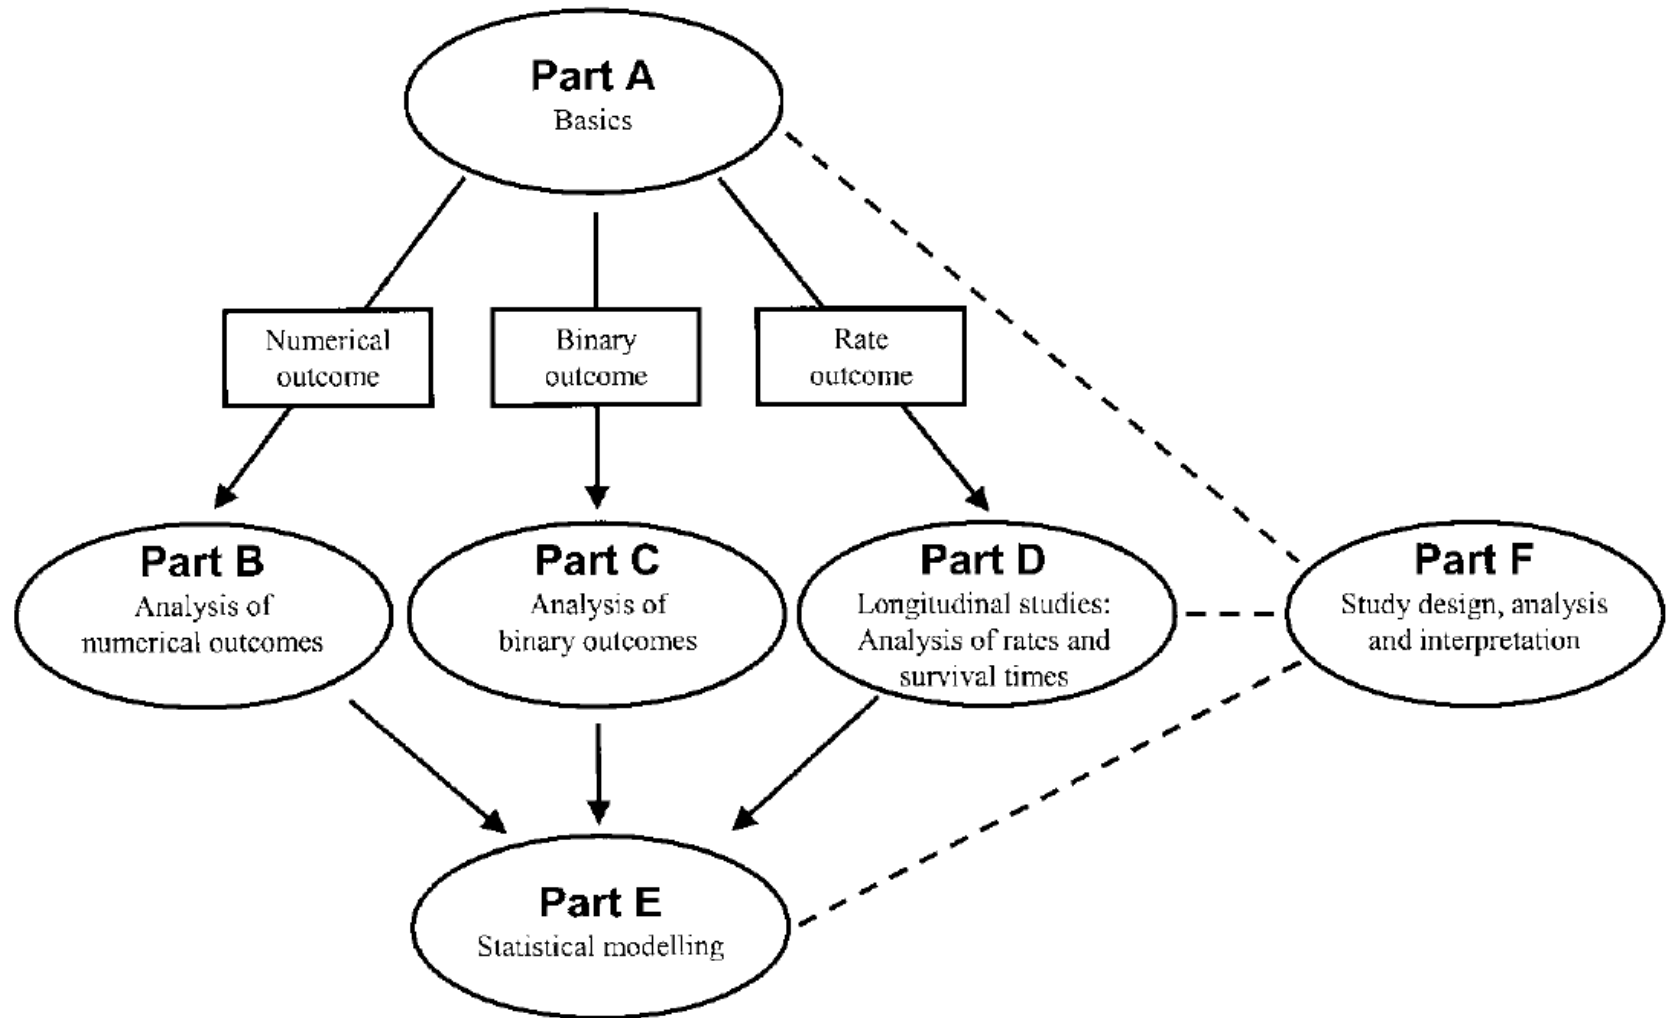 Part A
Basics
Numerical
outcome
Binary
outcome
Rate
outcome
Part B
Analysis of
numerical outcomes
Part C
Analysis of
binary outcomes
Part D
Longitudinal studies:
Analysis of rates and
survival times
Part F
Study design, analysis
and interpretation
Part E
Statistical modelling